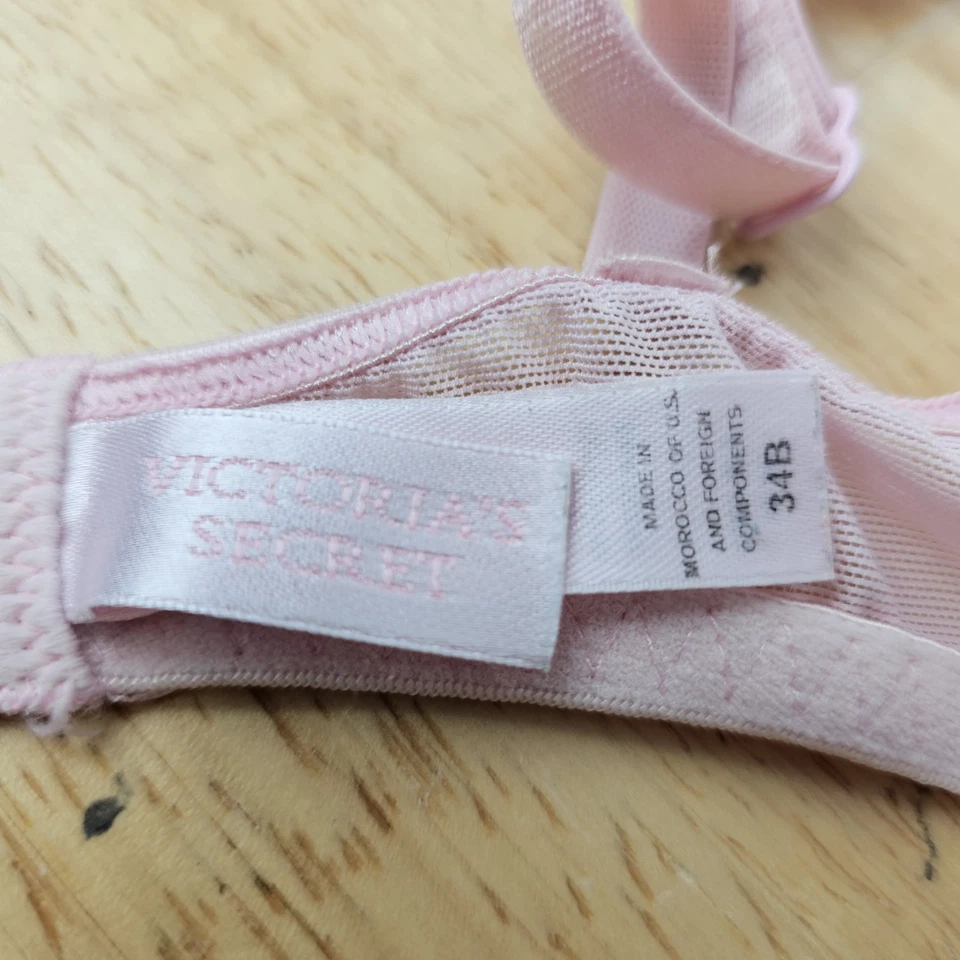 VICTORIA'S
SECRET
MADE IN
MOROCCO OF U.S.
AND FOREIGN
COMPONENTS
34B